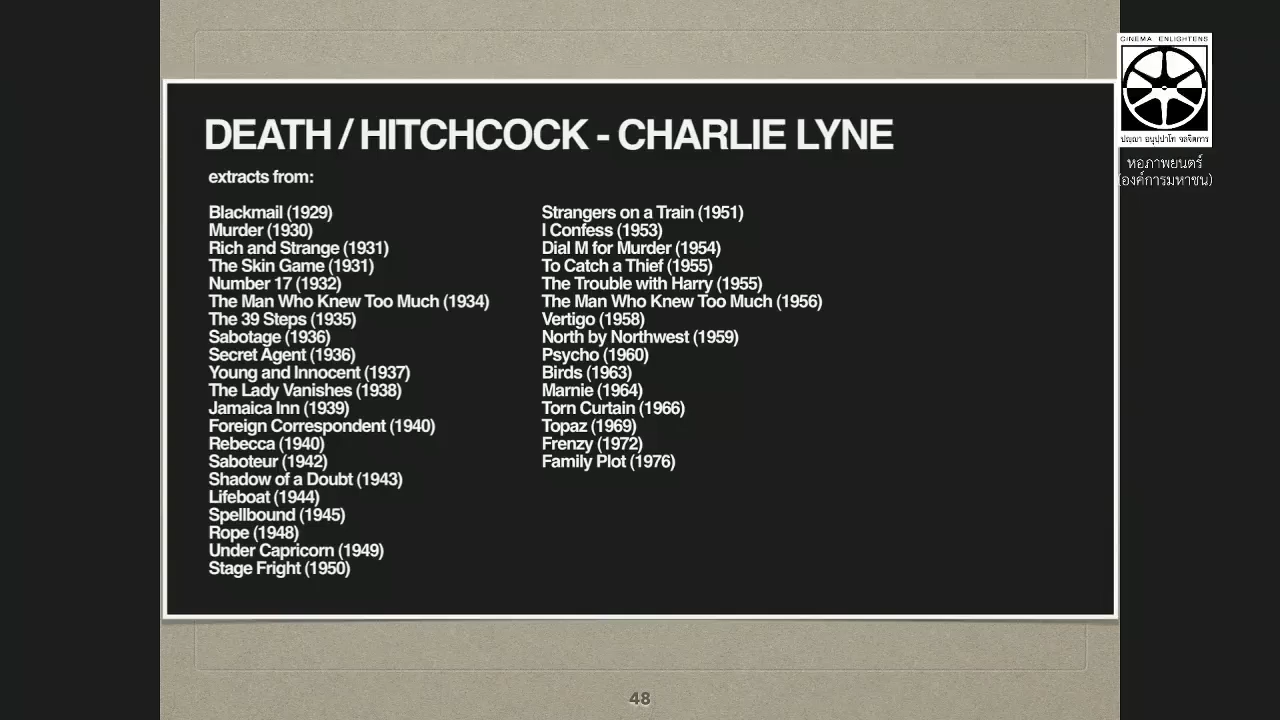 DEATH / HITCHCOCK - CHARLIE LYNE
extracts from:
Blackmail (1929)
Murder (1930)
Rich and Strange (1931)
The Skin Game (1931)
Number 17 (1932)
The Man Who Knew Too Much (1934)
The 39 Steps (1935)
Sabotage (1936)
Secret Agent (1936)
Young and Innocent (1937)
The Lady Vanishes (1938)
Jamaica Inn (1939)
Foreign Correspondent (1940)
Rebecca (1940)
Saboteur (1942)
Shadow of a Doubt (1943)
Lifeboat (1944)
Spellbound (1945)
Rope (1948)
Under Capricorn (1949)
Stage Fright (1950)
Strangers on a Train (1951)
I Confess (1953)
Dial M for Murder (1954)
To Catch a Thief (1955)
The Trouble with Harry (1955)
The Man Who Knew Too Much (1956)
Vertigo (1958)
North by Northwest (1959)
Psycho (1960)
Birds (1963)
Marnie (1964)
Torn Curtain (1966)
Topaz (1969)
Frenzy (1972)
Family Plot (1976)
48
CINEMA ENLIGHTENS
หอภาพยนตร์
(องค์การมหาชน)